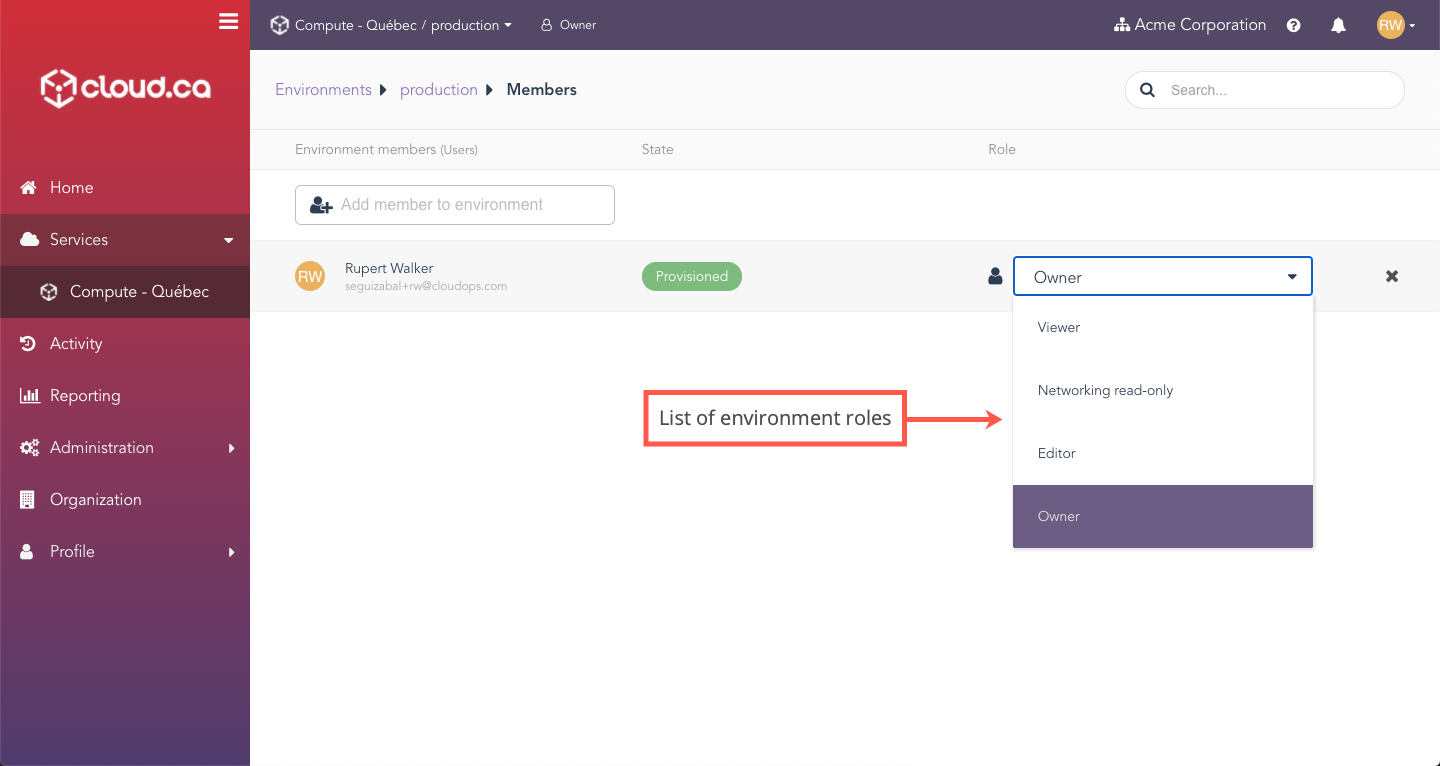 Compute - Québec / production
Owner
Acme Corporation
RW
cloud.ca
Environments production Members
Search...
Environment members (Users) State Role
Home
Add member to environment
Services
RW
Rupert Walker
seguizabal+rw@cloudops.com
Provisioned
Owner
Compute - Québec
Viewer
Activity
Networking read-only
Reporting
List of environment roles
Administration
Editor
Organization
Owner
Profile